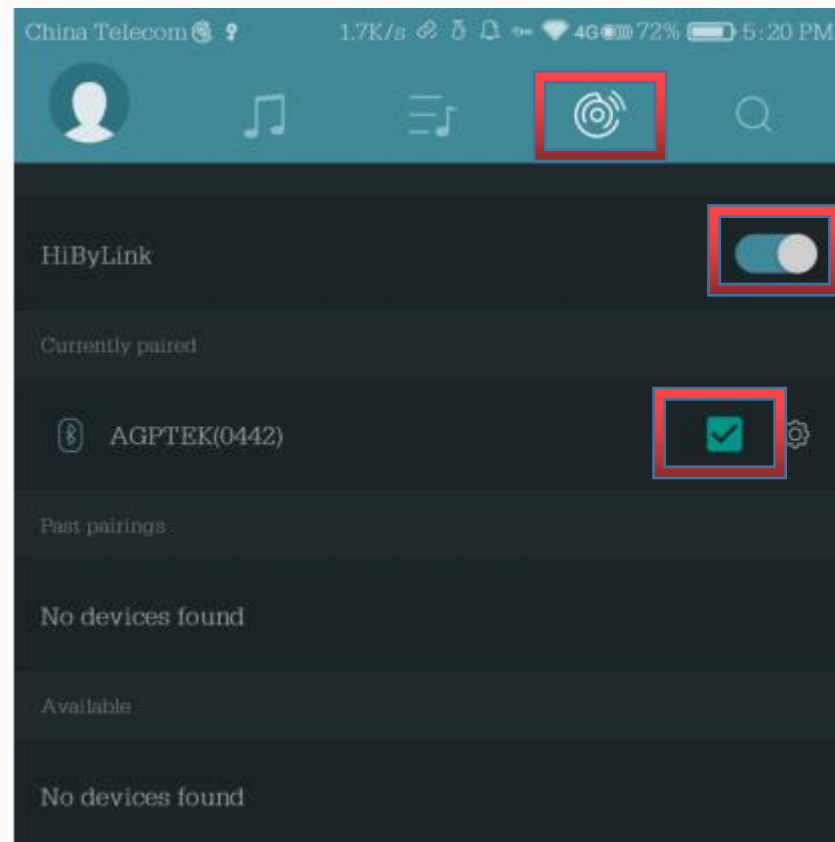 China Telecom 1.7K/s 4G 72% 5:20 PM
HiByLink
Currently paired
AGPTEK(0442)
Past pairings
No devices found
Available
No devices found